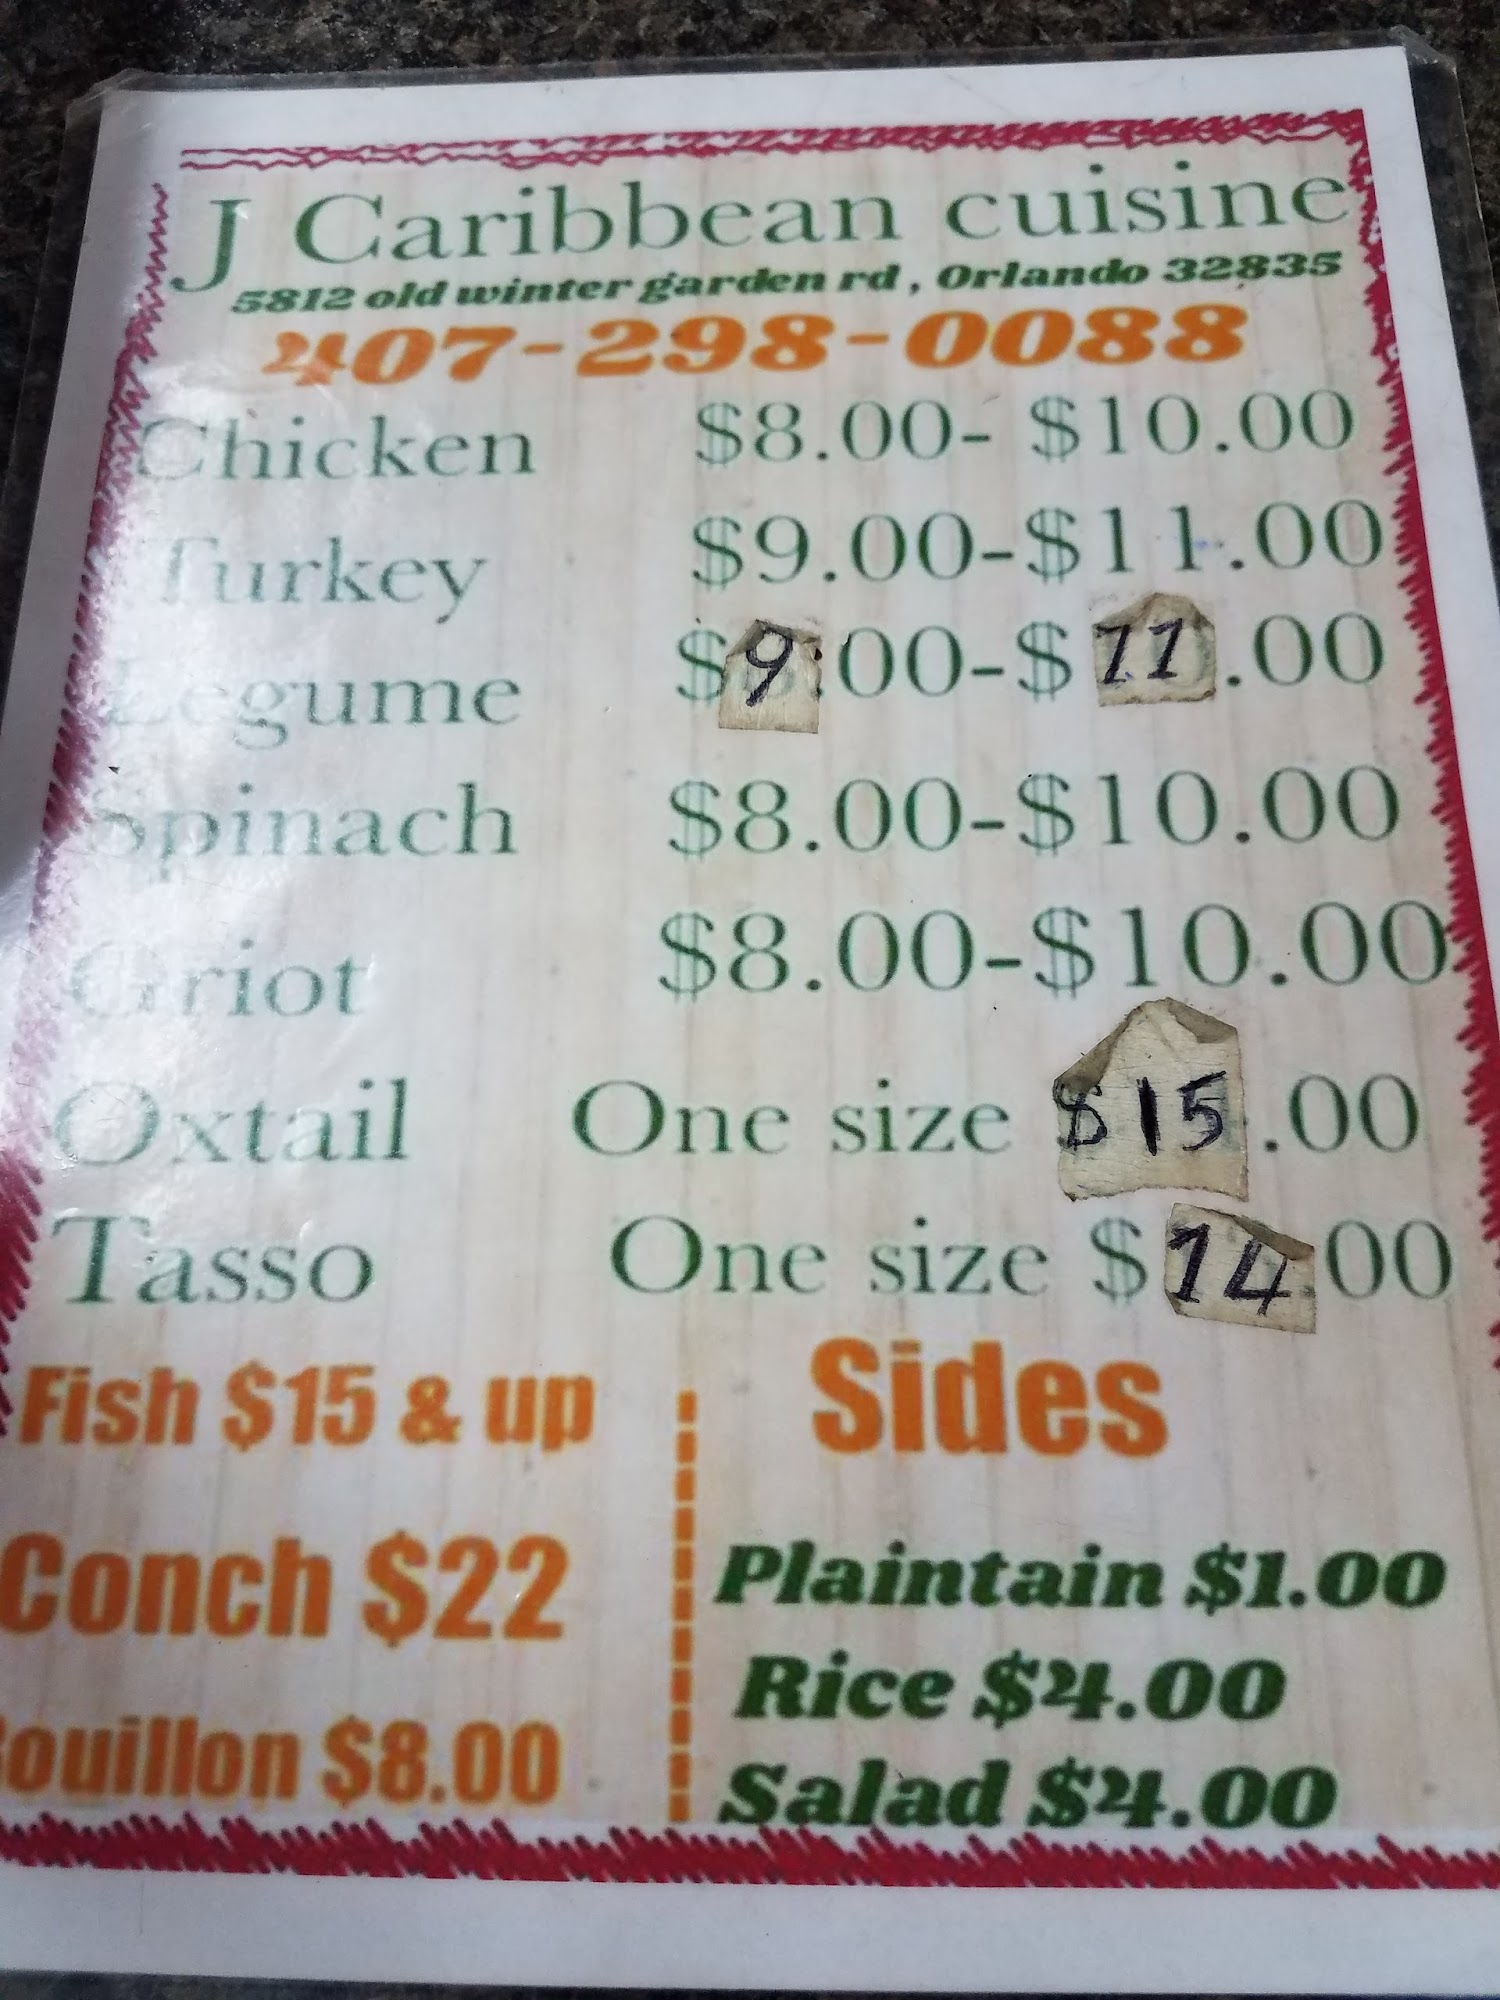 J Caribbean cuisine
5812 old winter garden rd , Orlando 32835
407-298-0088
Chicken $8.00- $10.00
Turkey $9.00-$11.00
Legume $9.00-$11.00
Spinach $8.00-$10.00
Griot $8.00-$10.00
Oxtail One size $15.00
Tasso One size $14.00
Fish $15 & up
Conch $22
Bouillon $8.00
Sides
Plaintain $1.00
Rice $4.00
Salad $4.00